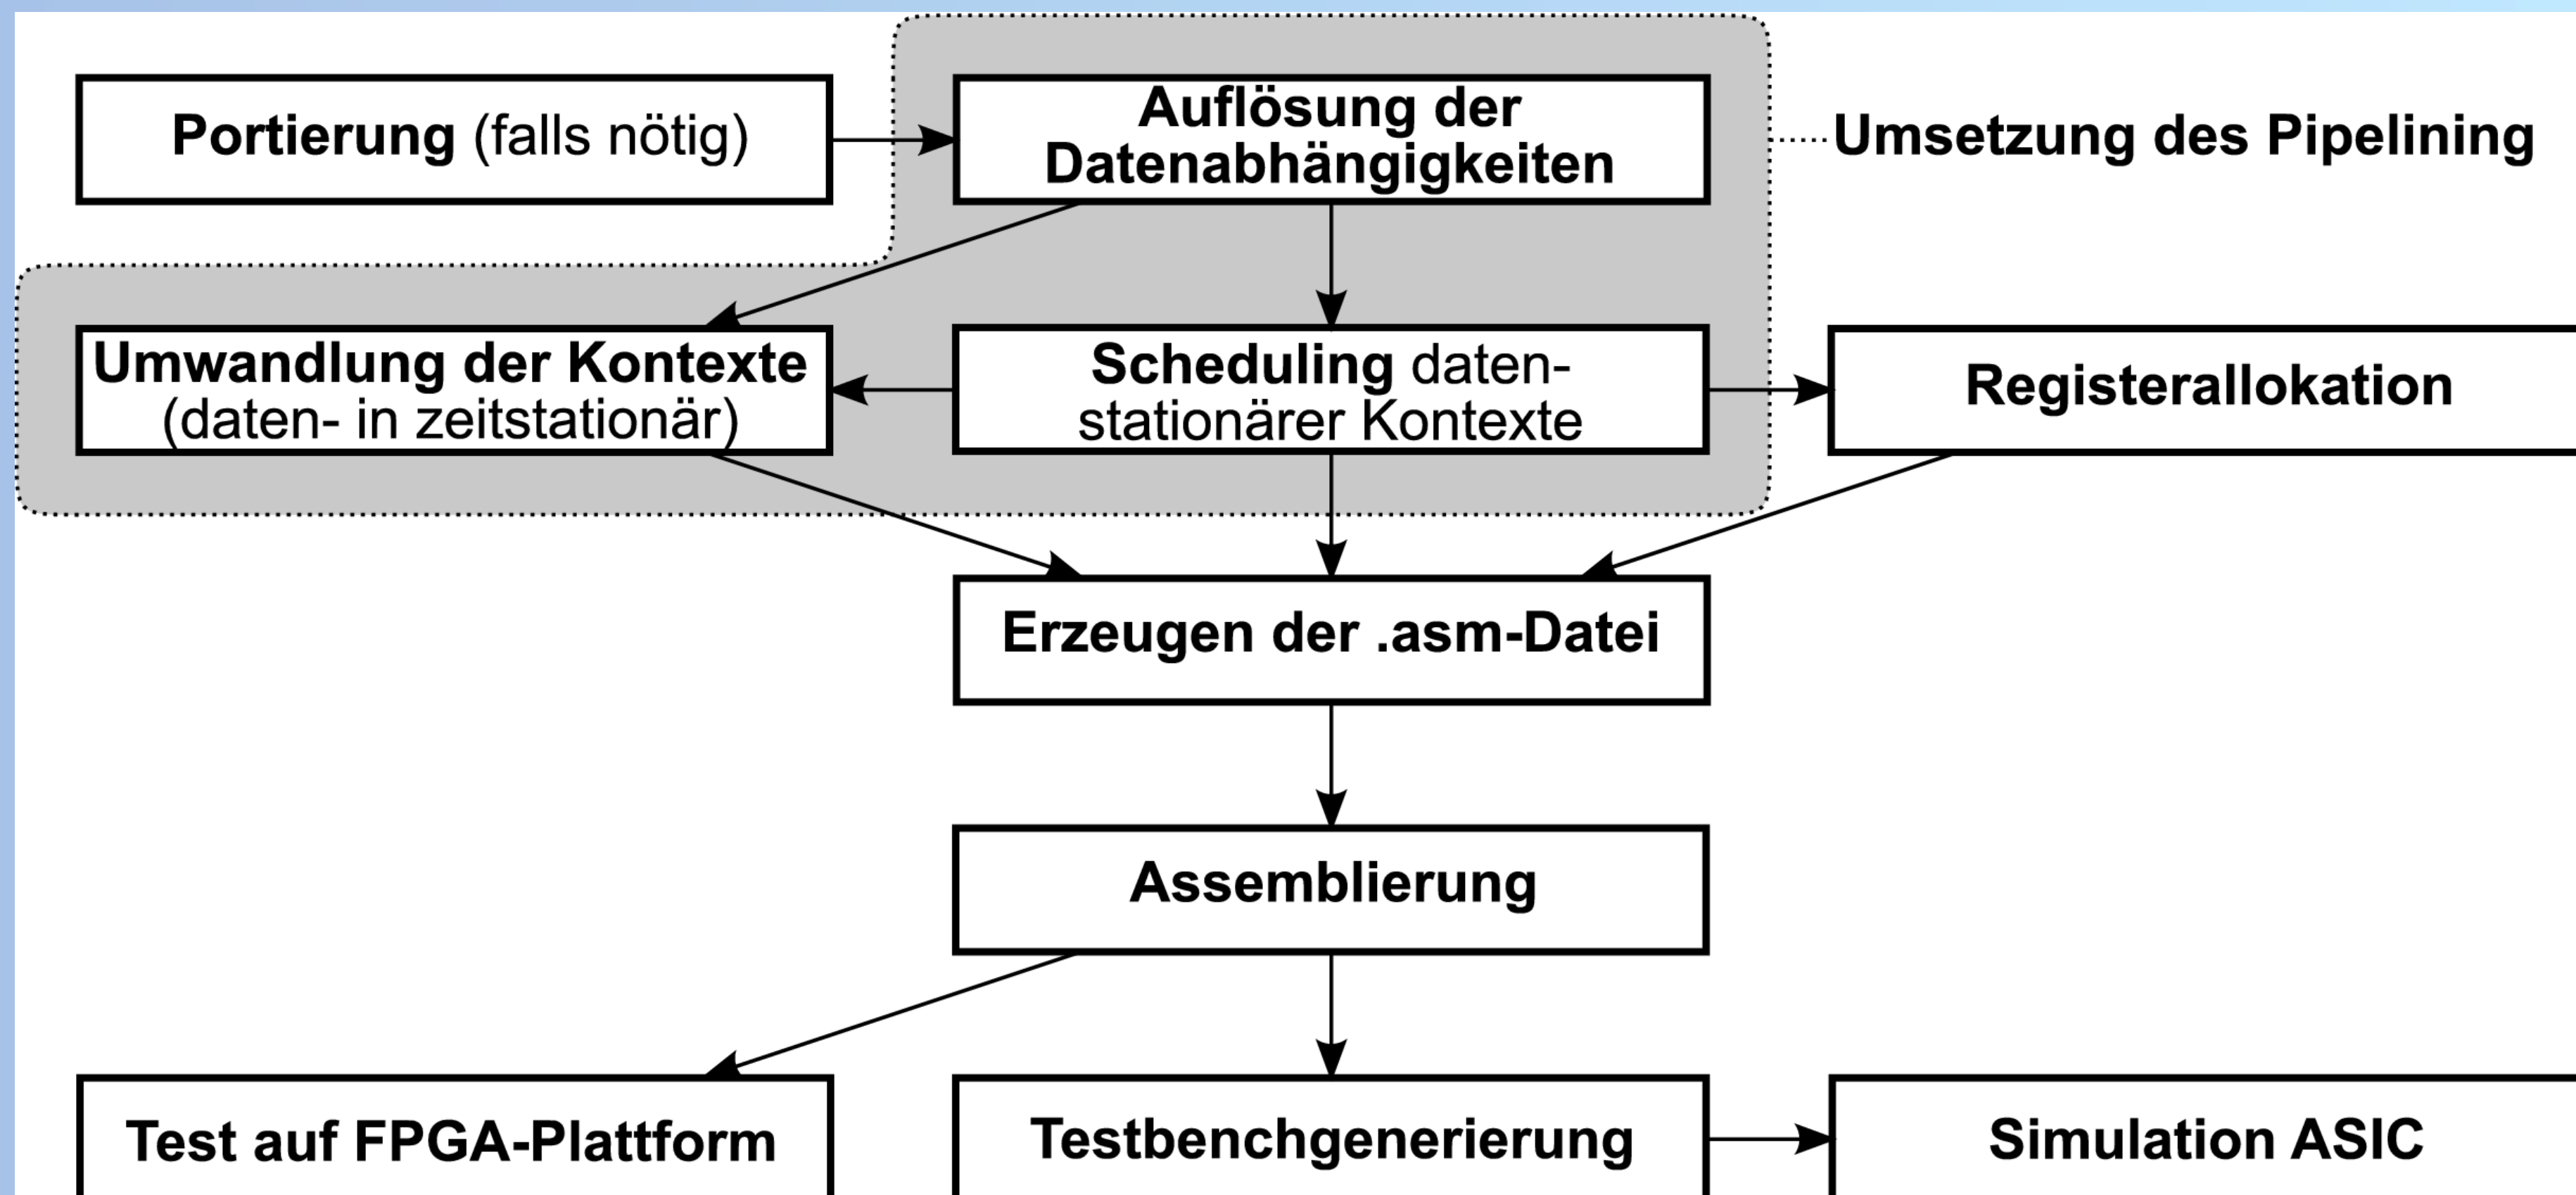 Portierung (falls nötig)
Auflösung der
Datenabhängigkeiten
Umsetzung des Pipelining
Umwandlung der Kontexte
(daten- in zeitstationär)
Scheduling daten-
stationärer Kontexte
Registerallokation
Erzeugen der .asm-Datei
Assemblierung
Test auf FPGA-Plattform
Testbenchgenerierung
Simulation ASIC